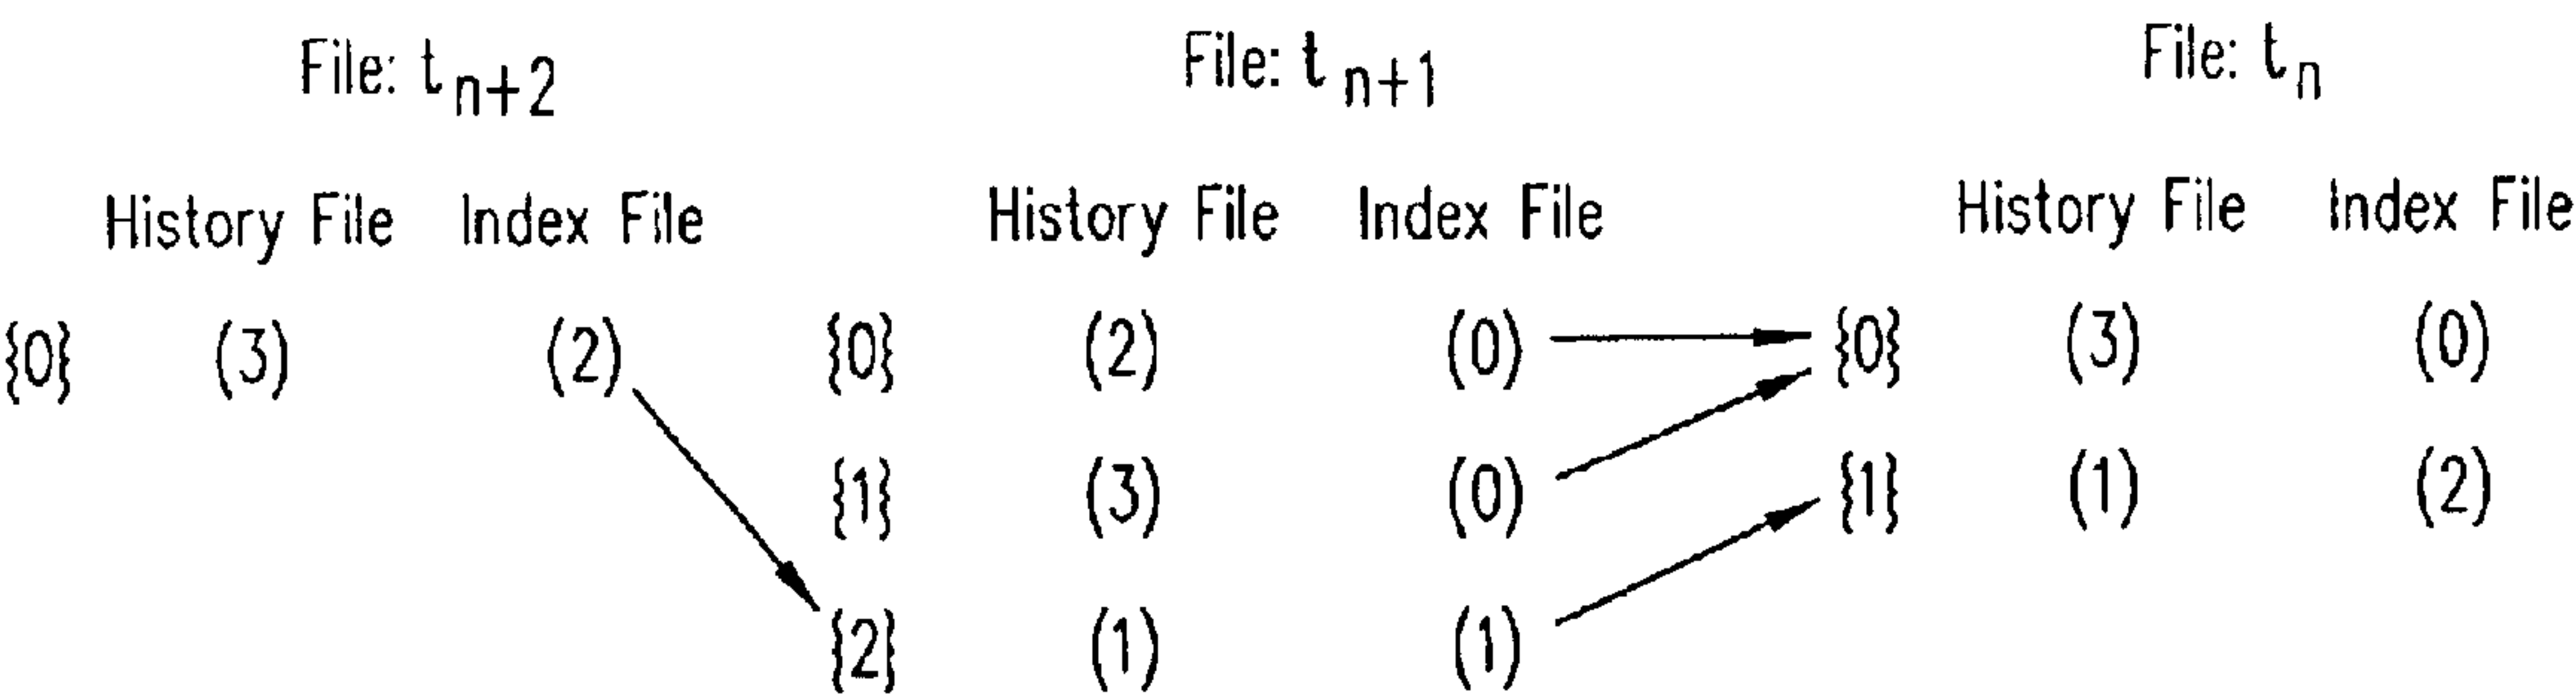 File: t n+2 File: t n+1 File: t n
History File Index File History File Index File History File Index File
{0} (3) (2) {0} (2) (0) {0} (3) (0)
{1} (3) (0) {1} (1) (2)
{2} (1) (1)